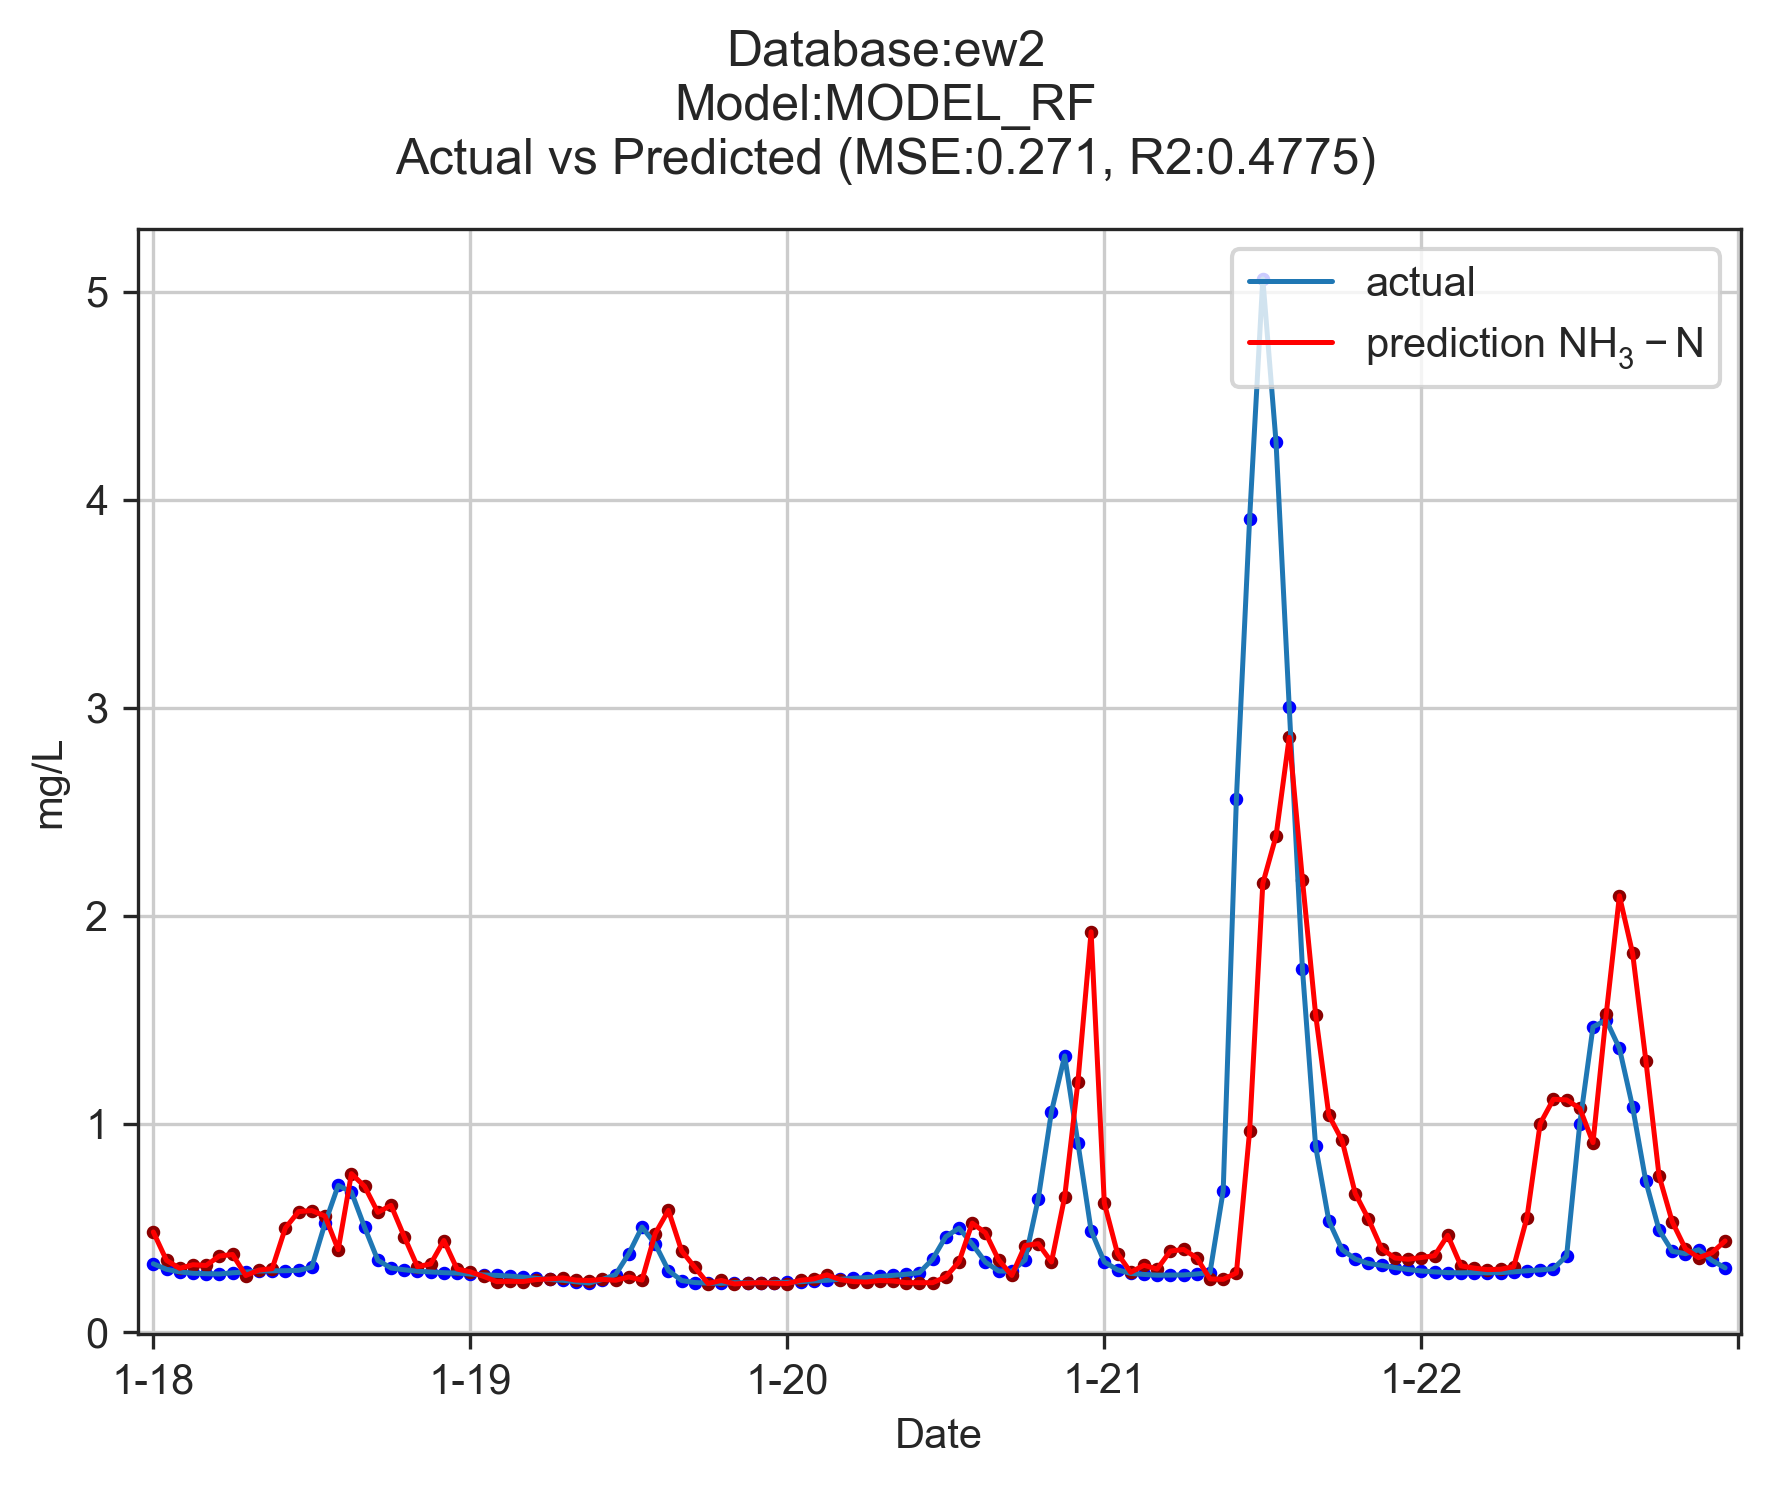 Database:ew2
Model:MODEL_RF
Actual vs Predicted (MSE:0.271, R2:0.4775)
actual
prediction NH₃ − N
5
4
3
2
1
0
mg/L
1-18 1-19 1-20 1-21 1-22
Date